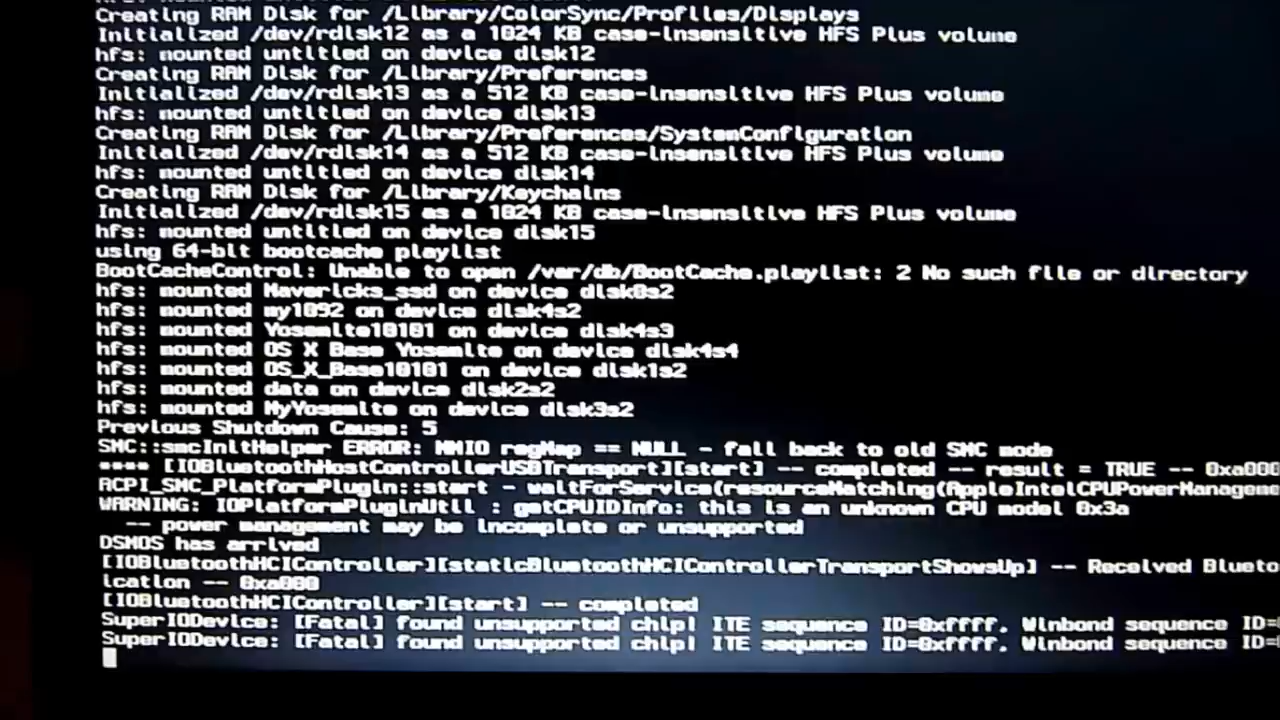 Creating RAM Disk for /Library/ColorSync/Profiles/Displays
Initialized /dev/rdisk12 as a 1024 KB case-insensitive HFS Plus volume
hfs: mounted untitled on device disk12
Creating RAM Disk for /Library/Preferences
Initialized /dev/rdisk13 as a 512 KB case-insensitive HFS Plus volume
hfs: mounted untitled on device disk13
Creating RAM Disk for /Library/Preferences/SystemConfiguration
Initialized /dev/rdisk14 as a 512 KB case-insensitive HFS Plus volume
hfs: mounted untitled on device disk14
Creating RAM Disk for /Library/Keychains
Initialized /dev/rdisk15 as a 1024 KB case-insensitive HFS Plus volume
hfs: mounted untitled on device disk15
using 64-bit bootcache playlist
BootCacheControl: Unable to open /var/db/BootCache.playlist: 2 No such file or directory
hfs: mounted Mavericks_ssd on device disk0s2
hfs: mounted my1092 on device disk4s2
hfs: mounted Yosemite10101 on device disk4s3
hfs: mounted OS X Base Yosemite on device disk4s4
hfs: mounted OS_X_Base10101 on device disk1s2
hfs: mounted data on device disk2s2
hfs: mounted MyYosemite on device disk3s2
Previous Shutdown Cause: 5
SMC::smcInitHelper ERROR: MMIO regMap == NULL - fall back to old SMC mode
**** [IOBluetoothHostControllerUSBTransport][start] -- completed -- result = TRUE -- 0xa000
ACPI_SMC_PlatformPlugin::start - waitForService(resourceMatching(AppleIntelCPUPowerManageme
WARNING: IOPlatformPluginUtil : getCPUIDInfo: this is an unknown CPU model 0x3a
-- power management may be incomplete or unsupported
DSMOS has arrived
[IOBluetoothHCIController][staticBluetoothHCIControllerTransportShowsUp] -- Received Blueto
ication -- 0xa000
[IOBluetoothHCIController][start] -- completed
SuperIODevice: [Fatal] found unsupported chip! ITE sequence ID=0xffff, Winbond sequence ID=
SuperIODevice: [Fatal] found unsupported chip! ITE sequence ID=0xffff, Winbond sequence ID=